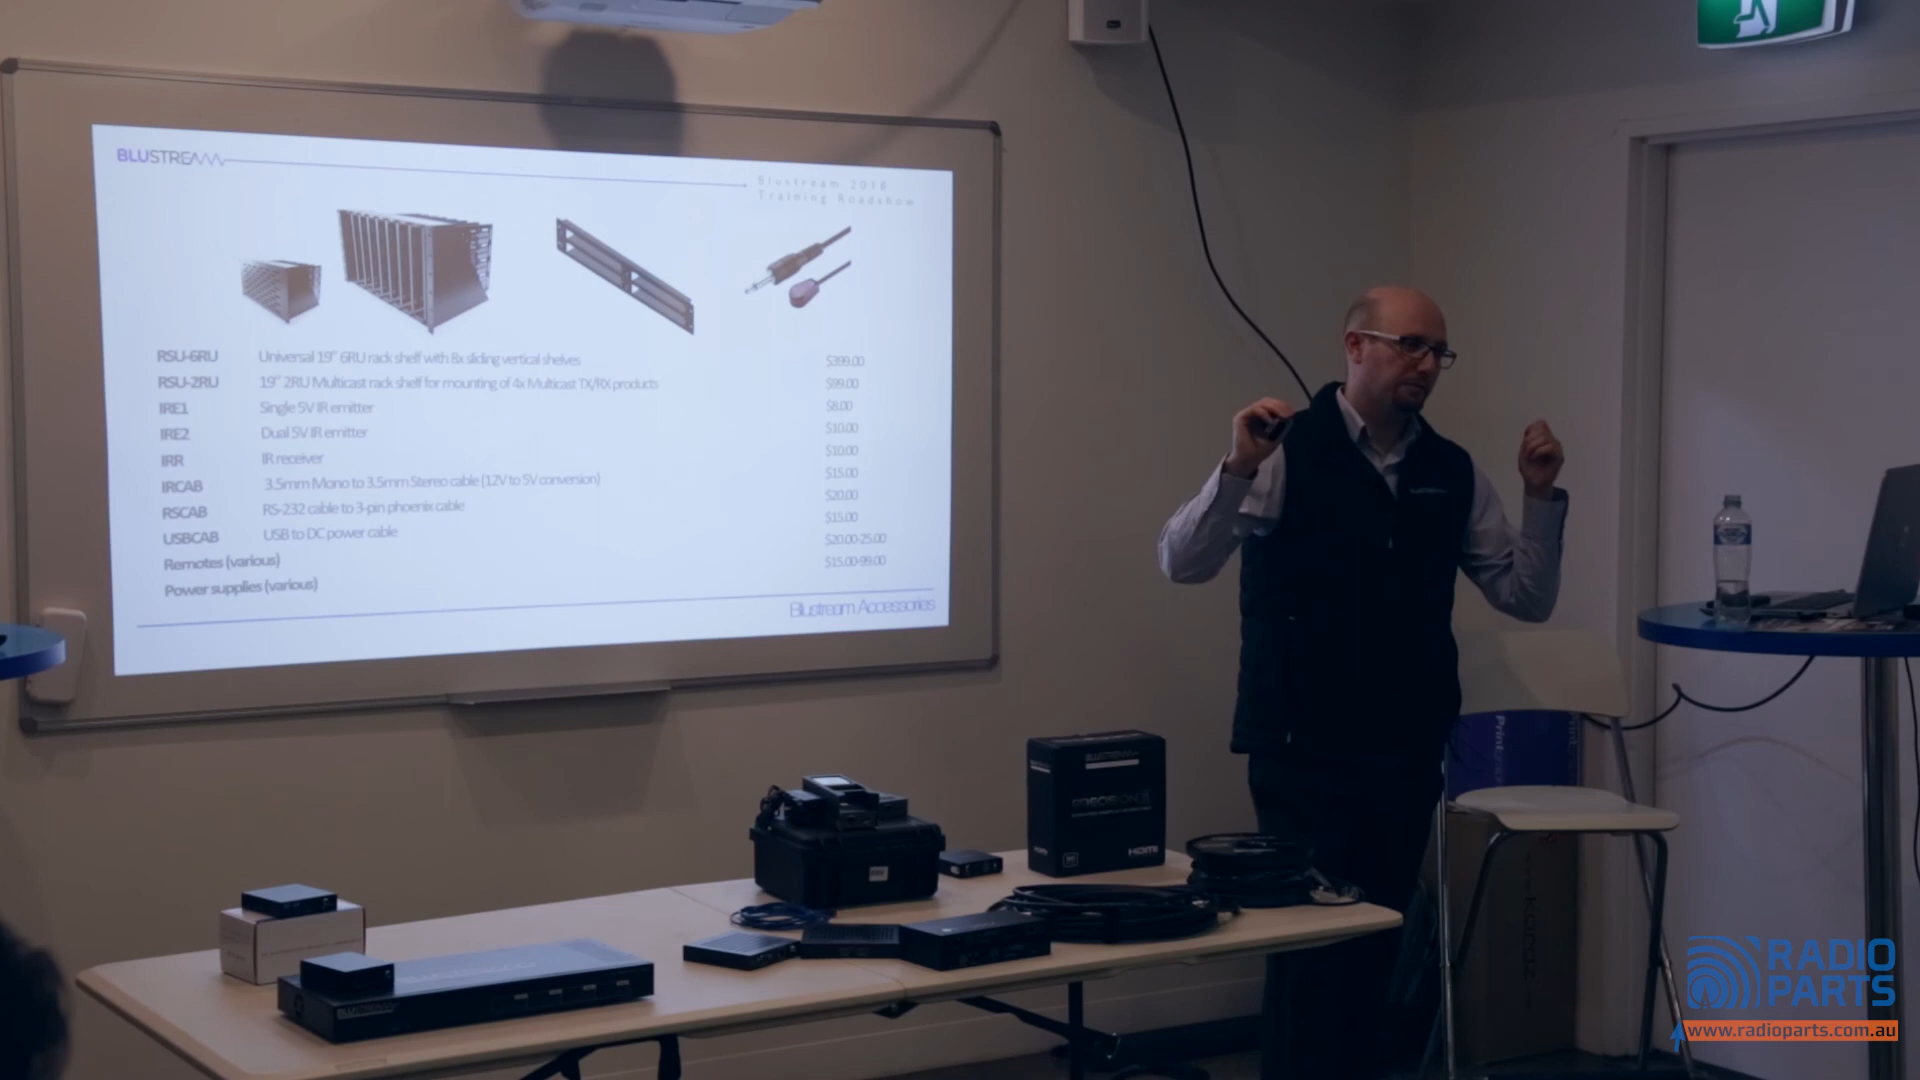 BLUSTREAM
Blustream 2018
Training Roadshow
RSU-6RU Universal 19" 6RU rack shelf with 8x sliding vertical shelves $399.00
RSU-2RU 19" 2RU Multicast rack shelf for mounting of 4x Multicast TX/RX products $99.00
IRE1 Single 5V IR emitter $8.00
IRE2 Dual 5V IR emitter $10.00
IRR IR receiver $10.00
IRCAB 3.5mm Mono to 3.5mm Stereo cable (12V to 5V conversion) $15.00
RSCAB RS-232 cable to 3-pin phoenix cable $20.00
USBCAB USB to DC power cable $15.00
Remotes (various) $20.00-25.00
Power supplies (various) $15.00-99.00
Blustream Accessories
BLUSTREAM
PRECISION
HDMI
BLUSTREAM
RADIO
PARTS
www.radioparts.com.au